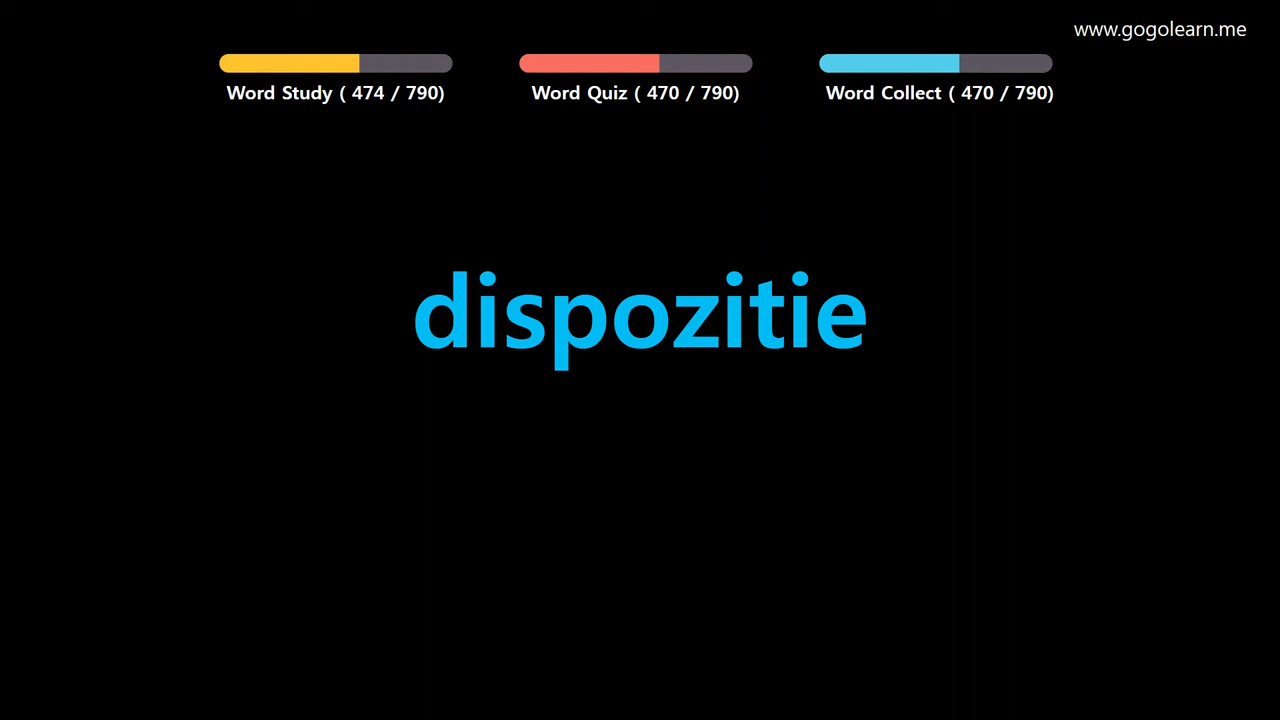 www.gogolearn.me
Word Study ( 474 / 790)
Word Quiz ( 470 / 790)
Word Collect ( 470 / 790)
dispozitie